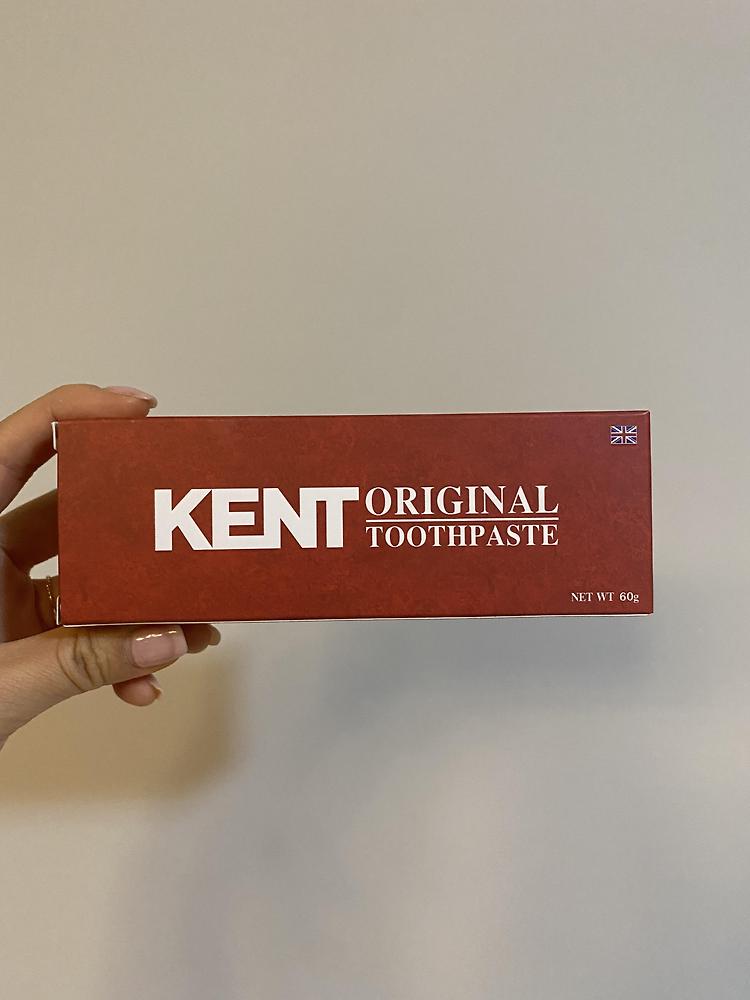 KENT ORIGINAL
TOOTHPASTE
NET WT 60g